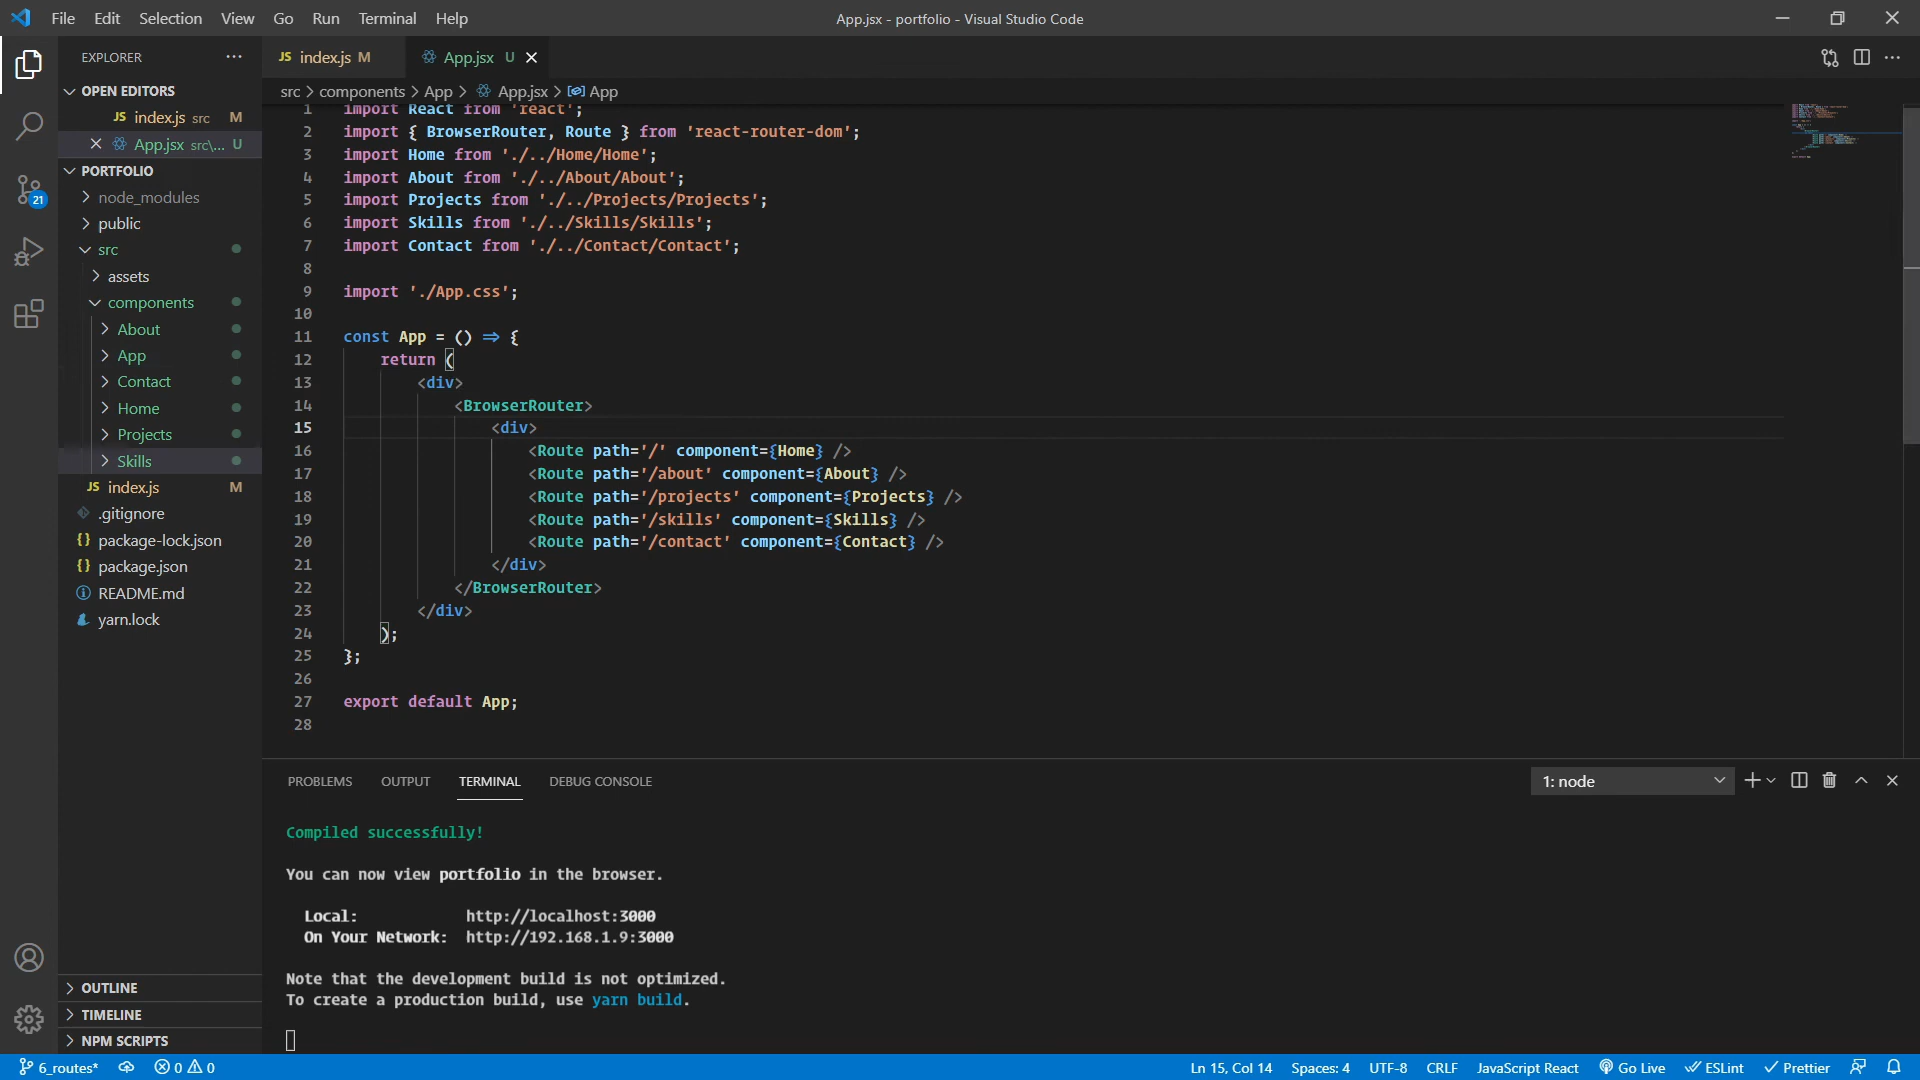 File Edit Selection View Go Run Terminal Help
App.jsx - portfolio - Visual Studio Code
EXPLORER
OPEN EDITORS
JS index.js src M
App.jsx src\... U
PORTFOLIO
node_modules
public
src
assets
components
About
App
Contact
Home
Projects
Skills
JS index.js M
.gitignore
{} package-lock.json
{} package.json
README.md
yarn.lock
OUTLINE
TIMELINE
NPM SCRIPTS
21
JS index.js M
App.jsx U
src > components > App > App.jsx > App
1 import React from 'react';
2 import { BrowserRouter, Route } from 'react-router-dom';
3 import Home from './../Home/Home';
4 import About from './../About/About';
5 import Projects from './../Projects/Projects';
6 import Skills from './../Skills/Skills';
7 import Contact from './../Contact/Contact';
8
9 import './App.css';
10
11 const App = () => {
12 return (
13 <div>
14 <BrowserRouter>
15 <div>
16 <Route path='/' component={Home} />
17 <Route path='/about' component={About} />
18 <Route path='/projects' component={Projects} />
19 <Route path='/skills' component={Skills} />
20 <Route path='/contact' component={Contact} />
21 </div>
22 </BrowserRouter>
23 </div>
24 );
25 };
26
27 export default App;
28
PROBLEMS OUTPUT TERMINAL DEBUG CONSOLE
1: node
Compiled successfully!
You can now view portfolio in the browser.
Local: http://localhost:3000
On Your Network: http://192.168.1.9:3000
Note that the development build is not optimized.
To create a production build, use yarn build.
6_routes* 0 0
Ln 15, Col 14 Spaces: 4 UTF-8 CRLF JavaScript React Go Live ESLint Prettier